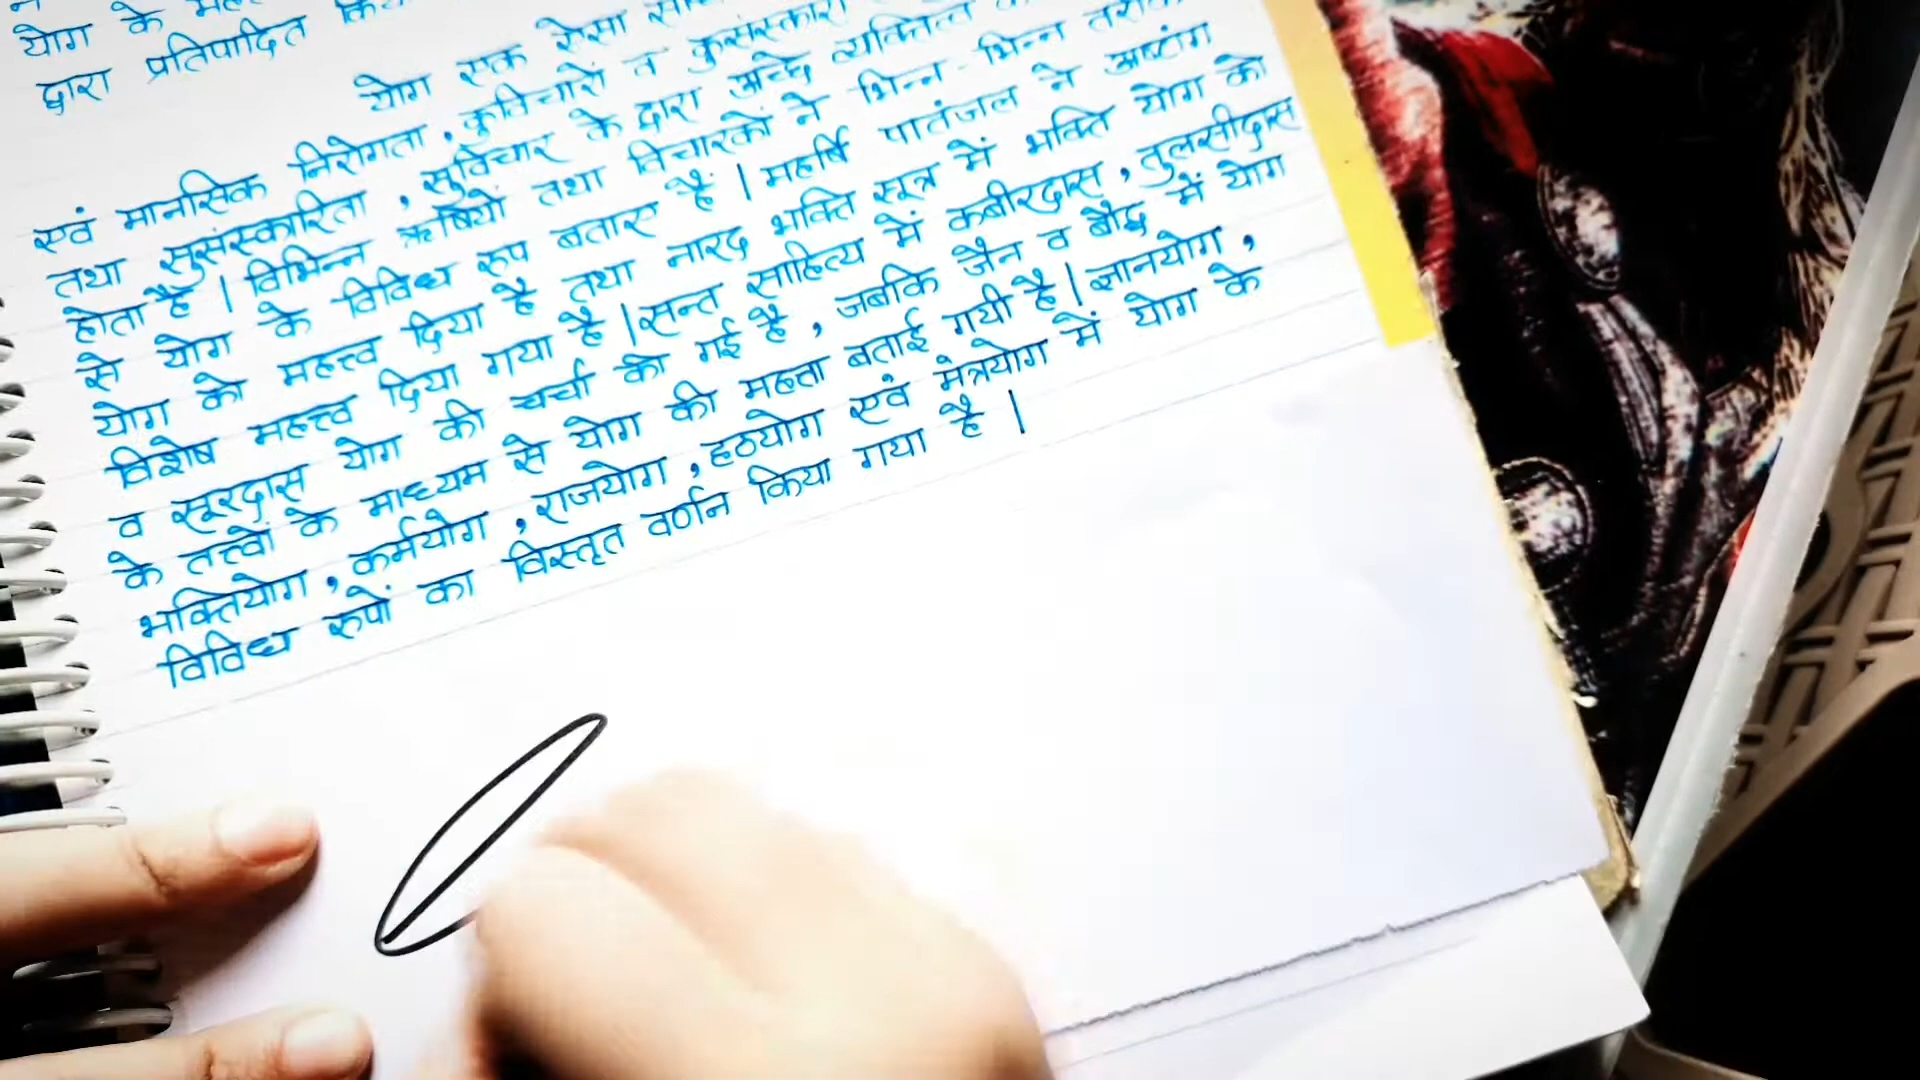 योग के
द्वारा प्रतिपादित
योग एक ऐसा
एवं मानसिक निरोगता, कुविचारों व कुसंस्कारों
तथा सुसंस्कारिता, सुविचार के द्वारा अच्छे व्यक्तित्व
होता है | विभिन्न ऋषियों तथा विचारकों ने भिन्न-भिन्न
से योग के विविध रूप बताए हैं | महर्षि पातंजल ने अष्टांग
योग को महत्त्व दिया है तथा नारद भक्ति सूत्र में भक्ति योग को
विशेष महत्त्व दिया गया है | सन्त साहित्य में कबीरदास, तुलसीदास
व सूरदास योग की चर्चा की गई है, जबकि जैन व बौद्ध में योग
के तत्त्वों के माध्यम से योग की महत्ता बताई गयी है | ज्ञानयोग,
भक्तियोग, कर्मयोग, राजयोग, हठयोग एवं मंत्रयोग में योग के
विविध रुपों का विस्तृत वर्णन किया गया है |